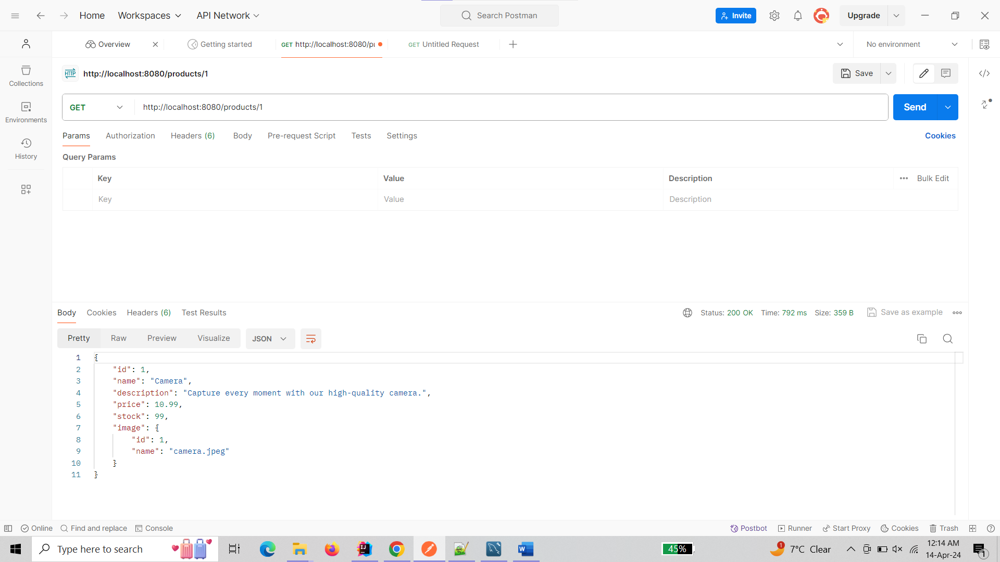 Home Workspaces API Network Search Postman Invite Upgrade
Overview Getting started GET http://localhost:8080/pr GET Untitled Request No environment
HTTP http://localhost:8080/products/1 Save
Collections
GET http://localhost:8080/products/1 Send
Environments
Params Authorization Headers (6) Body Pre-request Script Tests Settings Cookies
History
Query Params
Key Value Description Bulk Edit
Key Value Description
Body Cookies Headers (6) Test Results Status: 200 OK Time: 792 ms Size: 359 B Save as example
Pretty Raw Preview Visualize JSON
1 {
2 "id": 1,
3 "name": "Camera",
4 "description": "Capture every moment with our high-quality camera.",
5 "price": 10.99,
6 "stock": 99,
7 "image": {
8 "id": 1,
9 "name": "camera.jpeg"
10 }
11 }
Online Find and replace Console Postbot Runner Start Proxy Cookies Trash
Type here to search 45% 1 7°C Clear 12:14 AM
14-Apr-24 1